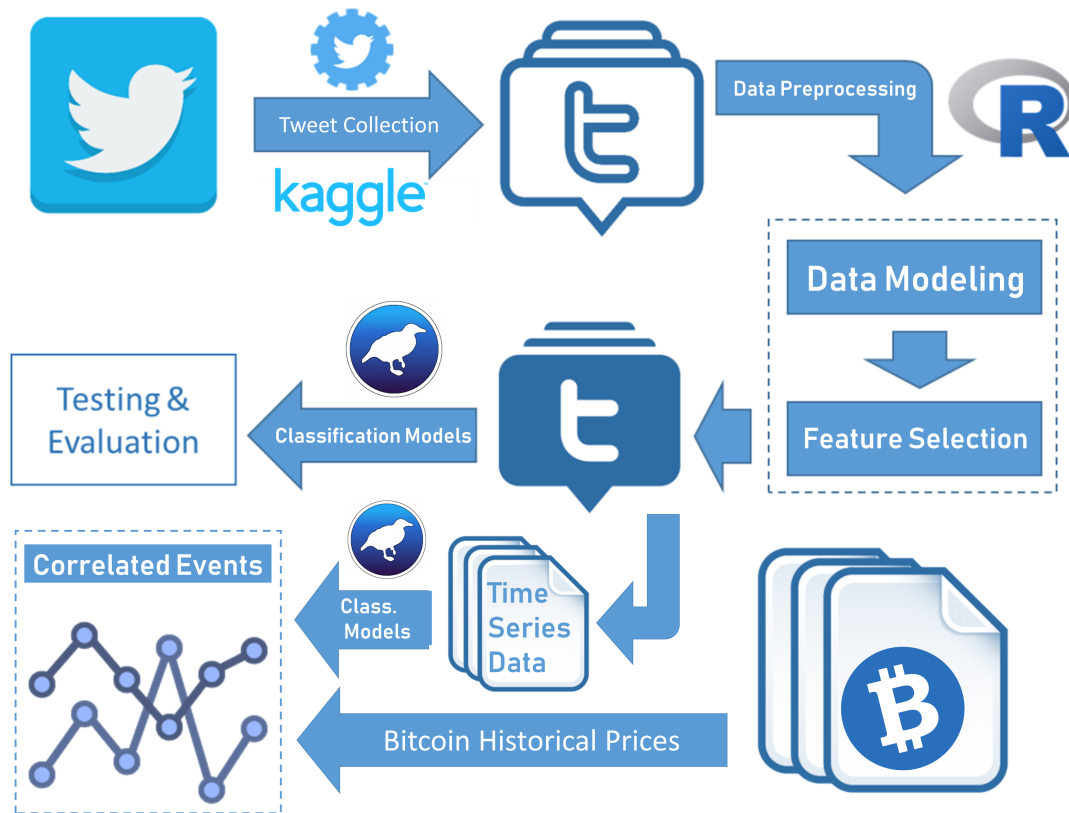 Tweet Collection
kaggle
t
Data Preprocessing
R
Data Modeling
Feature Selection
t
Classification Models
Testing &
Evaluation
Correlated Events
Class.
Models
Time
Series
Data
Bitcoin Historical Prices